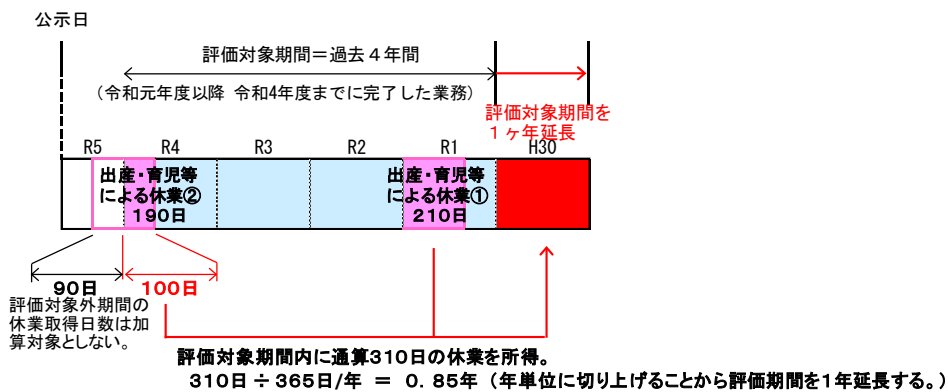 公示日
評価対象期間＝過去４年間
（令和元年度以降 令和4年度までに完了した業務）
評価対象期間を
１ヶ年延長
R5 R4 R3 R2 R1 H30
出産・育児等
による休業②
190日
出産・育児等
による休業①
210日
90日
100日
評価対象外期間の
休業取得日数は加
算対象としない。
評価対象期間内に通算310日の休業を所得。
310日÷365日/年 ＝ 0.85年（年単位に切り上げることから評価期間を1年延長する。）